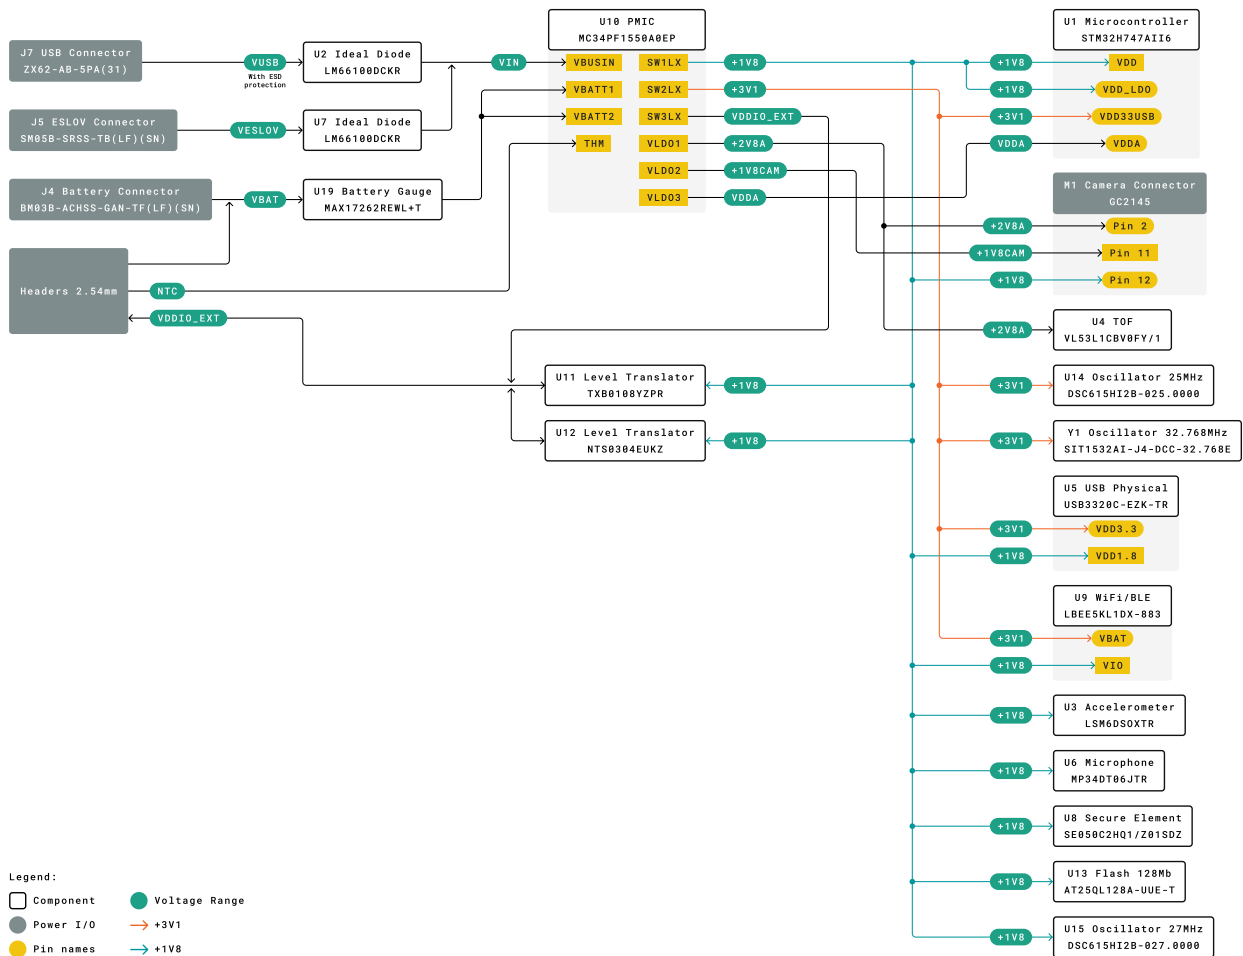 J7 USB Connector
ZX62-AB-5PA(31)
VUSB
With ESD
protection
U2 Ideal Diode
LM66100DCKR
VIN
J5 ESLOV Connector
SM05B-SRSS-TB(LF)(SN)
VESLOV
U7 Ideal Diode
LM66100DCKR
J4 Battery Connector
BM03B-ACHSS-GAN-TF(LF)(SN)
VBAT
U19 Battery Gauge
MAX17262REWL+T
Headers 2.54mm
NTC
VDDIO_EXT
U10 PMIC
MC34PF1550A0EP
VBUSIN
SW1LX
+1V8
VBATT1
SW2LX
+3V1
VBATT2
SW3LX
VDDIO_EXT
THM
VLDO1
+2V8A
VLDO2
+1V8CAM
VLDO3
VDDA
U11 Level Translator
TXB0108YZPR
+1V8
U12 Level Translator
NTS0304EUKZ
+1V8
U1 Microcontroller
STM32H747AII6
+1V8
VDD
+1V8
VDD_LDO
+3V1
VDD33USB
VDDA
VDDA
M1 Camera Connector
GC2145
+2V8A
Pin 2
+1V8CAM
Pin 11
+1V8
Pin 12
+2V8A
U4 TOF
VL53L1CBV0FY/1
+3V1
U14 Oscillator 25MHz
DSC615HI2B-025.0000
+3V1
Y1 Oscillator 32.768MHz
SIT1532AI-J4-DCC-32.768E
U5 USB Physical
USB3320C-EZK-TR
+3V1
VDD3.3
+1V8
VDD1.8
U9 WiFi/BLE
LBEE5KL1DX-883
+3V1
VBAT
+1V8
VIO
+1V8
U3 Accelerometer
LSM6DSOXTR
+1V8
U6 Microphone
MP34DT06JTR
+1V8
U8 Secure Element
SE050C2HQ1/Z01SDZ
+1V8
U13 Flash 128Mb
AT25QL128A-UUE-T
+1V8
U15 Oscillator 27MHz
DSC615HI2B-027.0000
Legend:
Component
Voltage Range
Power I/O
+3V1
Pin names
+1V8